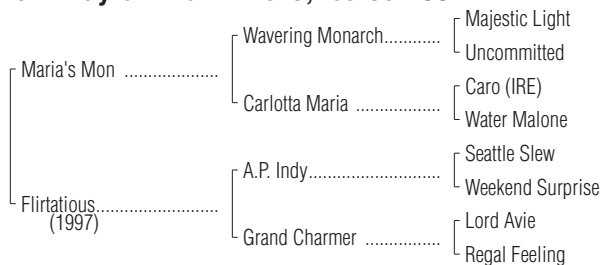 Majestic Light
Wavering Monarch............
Uncommitted
Maria's Mon ....................
Caro (IRE)
Carlotta Maria ..................
Water Malone
Seattle Slew
A.P. Indy............................
Weekend Surprise
Flirtatious..........................
(1997)
Lord Avie
Grand Charmer ................
Regal Feeling